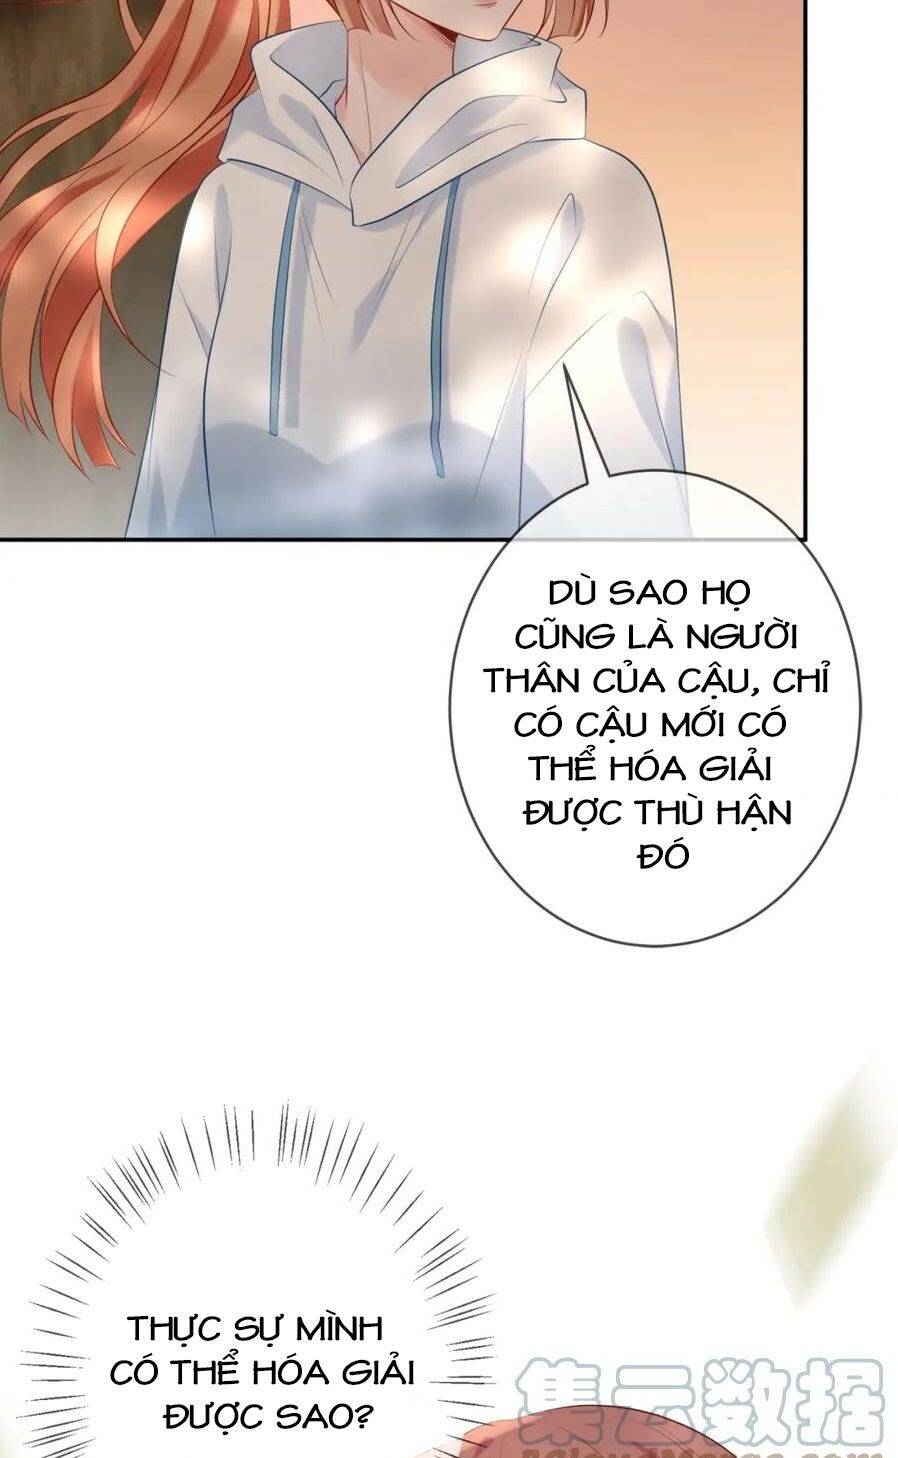 DÙ SAO HỌ
CŨNG LÀ NGƯỜI
THÂN CỦA CẬU, CHỈ
CÓ CẬU MỚI CÓ
THỂ HÓA GIẢI
ĐƯỢC THÙ HẬN
ĐÓ
THỰC SỰ MÌNH
CÓ THỂ HÓA GIẢI
ĐƯỢC SAO?
集云数据